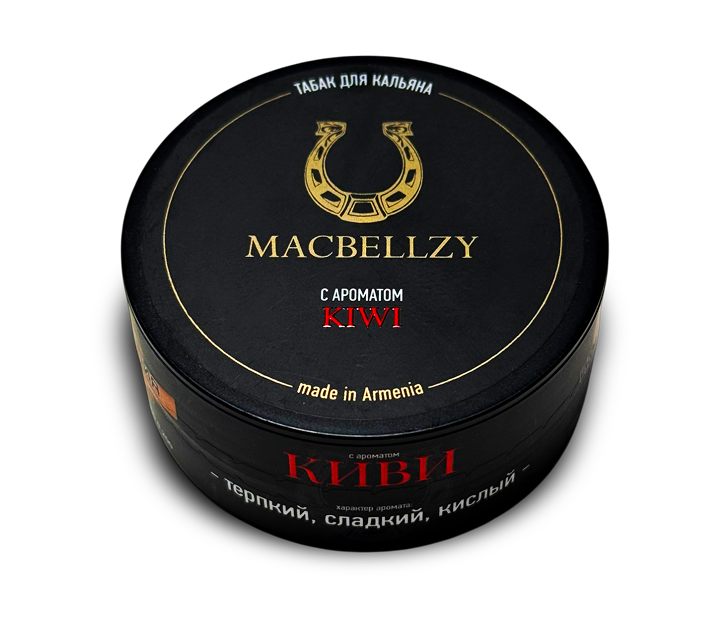 ТАБАК ДЛЯ КАЛЬЯНА
MACBELLZY
С АРОМАТОМ
KIWI
made in Armenia
с ароматом
КИВИ
характер аромата:
- терпкий, сладкий, кислый -